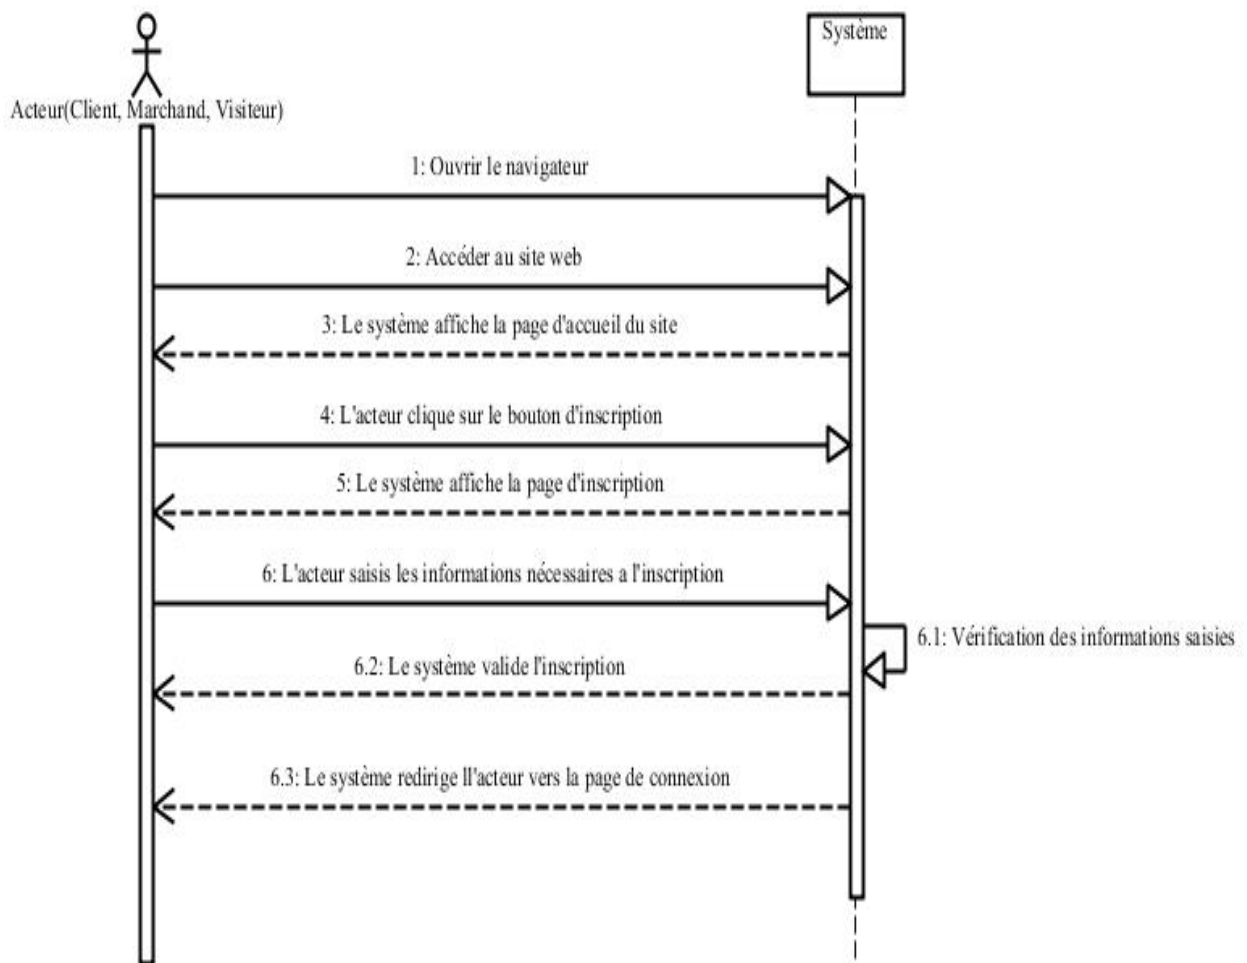 Système
Acteur(Client, Marchand, Visiteur)
1: Ouvrir le navigateur
2: Accéder au site web
3: Le système affiche la page d'accueil du site
4: L'acteur clique sur le bouton d'inscription
5: Le système affiche la page d'inscription
6: L'acteur saisis les informations nécessaires a l'inscription
6.1: Vérification des informations saisies
6.2: Le système valide l'inscription
6.3: Le système redirige ll'acteur vers la page de connexion